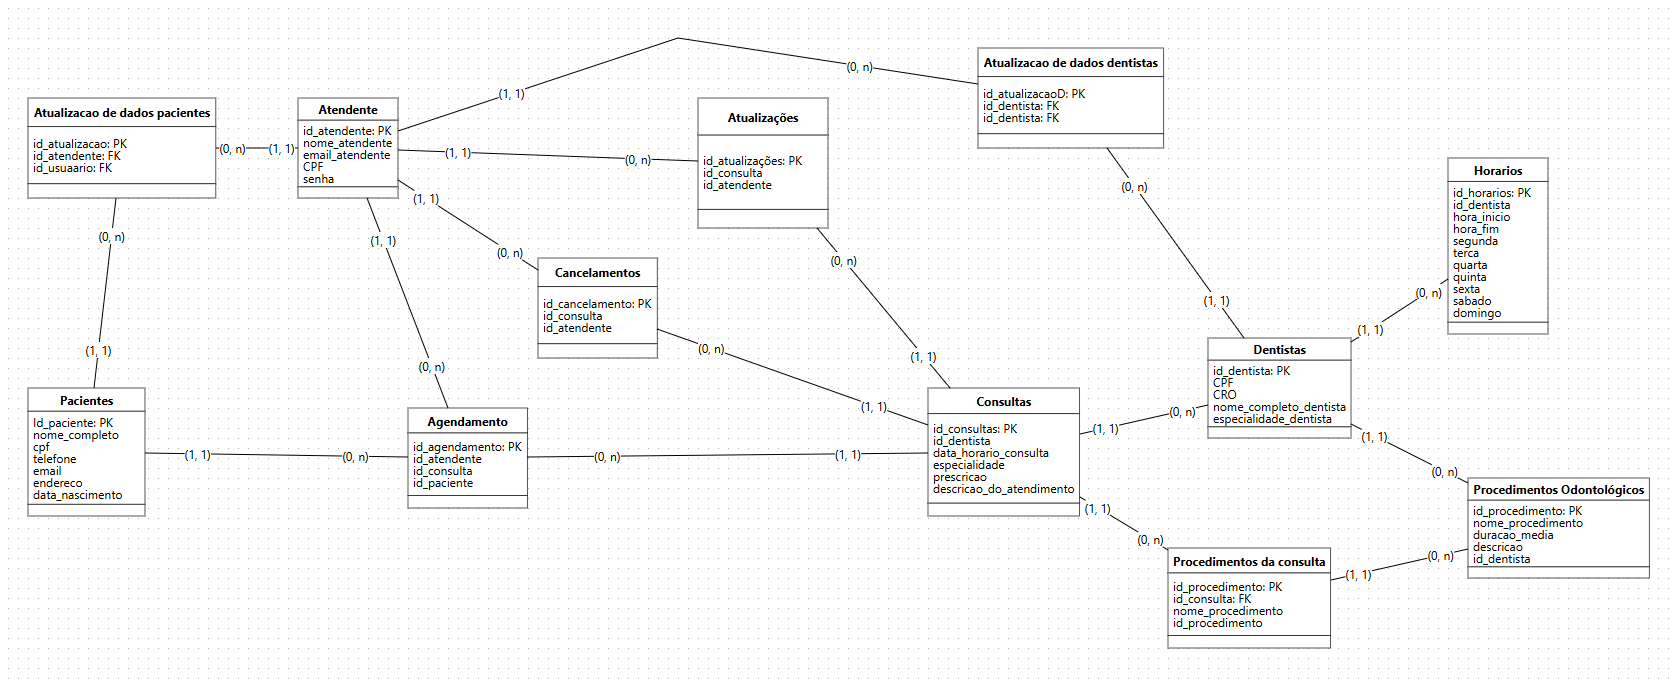 Atualizacao de dados pacientes
id_atualizacao: PK
id_atendente: FK
id_usuaario: FK
(0, n)
(1, 1)
Atendente
id_atendente: PK
nome_atendente
email_atendente
CPF
senha
(1, 1)
(0, n)
(1, 1)
(0, n)
(1, 1)
(0, n)
(1, 1)
(0, n)
Atualizações
id_atualizações: PK
id_consulta
id_atendente
(0, n)
(1, 1)
Atualizacao de dados dentistas
id_atualizacaoD: PK
id_dentista: FK
id_dentista: FK
(0, n)
(1, 1)
Horarios
id_horarios: PK
id_dentista
hora_inicio
hora_fim
segunda
terca
quarta
quinta
sexta
sabado
domingo
(0, n)
(1, 1)
Cancelamentos
id_cancelamento: PK
id_consulta
id_atendente
(0, n)
(1, 1)
(0, n)
(1, 1)
Pacientes
Id_paciente: PK
nome_completo
cpf
telefone
email
endereco
data_nascimento
(1, 1)
(0, n)
Agendamento
id_agendamento: PK
id_atendente
id_consulta
id_paciente
(0, n)
(1, 1)
Consultas
id_consultas: PK
id_dentista
data_horario_consulta
especialidade
prescricao
descricao_do_atendimento
(1, 1)
(0, n)
Dentistas
id_dentista: PK
CPF
CRO
nome_completo_dentista
especialidade_dentista
(1, 1)
(0, n)
Procedimentos Odontológicos
id_procedimento: PK
nome_procedimento
duracao_media
descricao
id_dentista
(1, 1)
(0, n)
Procedimentos da consulta
id_procedimento: PK
id_consulta: FK
nome_procedimento
id_procedimento
(1, 1)
(0, n)